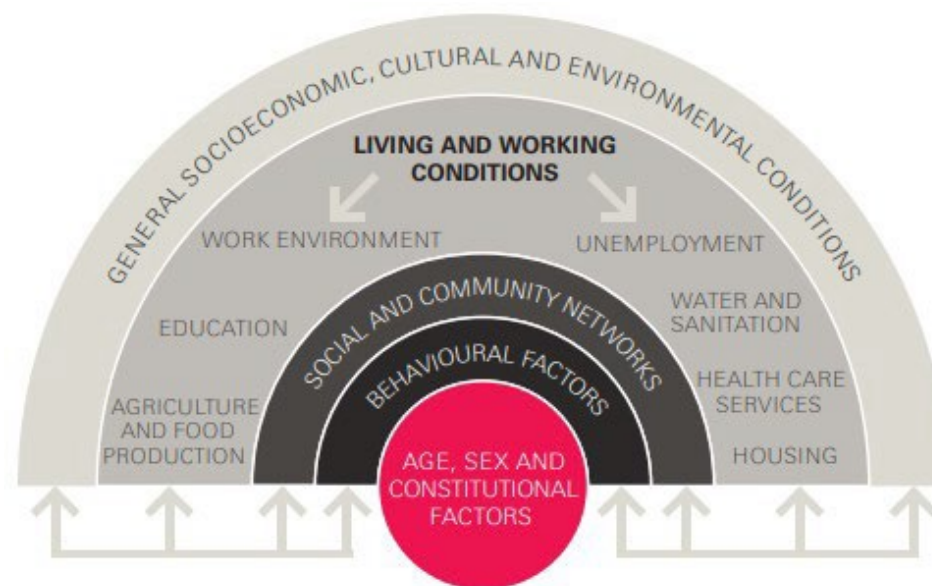 GENERAL SOCIOECONOMIC, CULTURAL AND ENVIRONMENTAL CONDITIONS
LIVING AND WORKING
CONDITIONS
WORK ENVIRONMENT
UNEMPLOYMENT
EDUCATION
WATER AND
SANITATION
AGRICULTURE
AND FOOD
PRODUCTION
HEALTH CARE
SERVICES
HOUSING
SOCIAL AND COMMUNITY NETWORKS
BEHAVIOURAL FACTORS
AGE, SEX AND
CONSTITUTIONAL
FACTORS